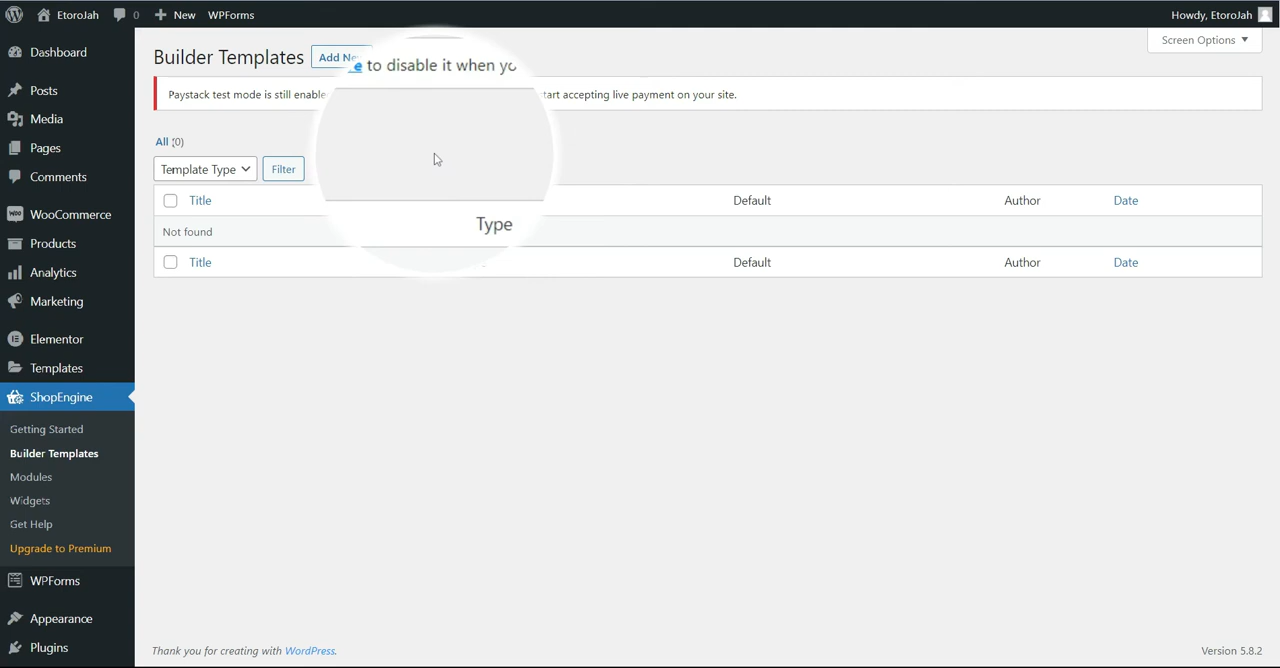 EtoroJah 0 New WPForms Howdy, EtoroJah
Screen Options
Dashboard
Posts
Media
Pages
Comments
WooCommerce
Products
Analytics
Marketing
Elementor
Templates
ShopEngine
Getting Started
Builder Templates
Modules
Widgets
Get Help
Upgrade to Premium
WPForms
Appearance
Plugins
Builder Templates Add
to disable it when
Paystack test mode is still accepting live payment on your site.
All (0)
Template Type Filter
Title Default Author Date
Type
Not found
Title Default Author Date
Thank you for creating with WordPress. Version 5.8.2